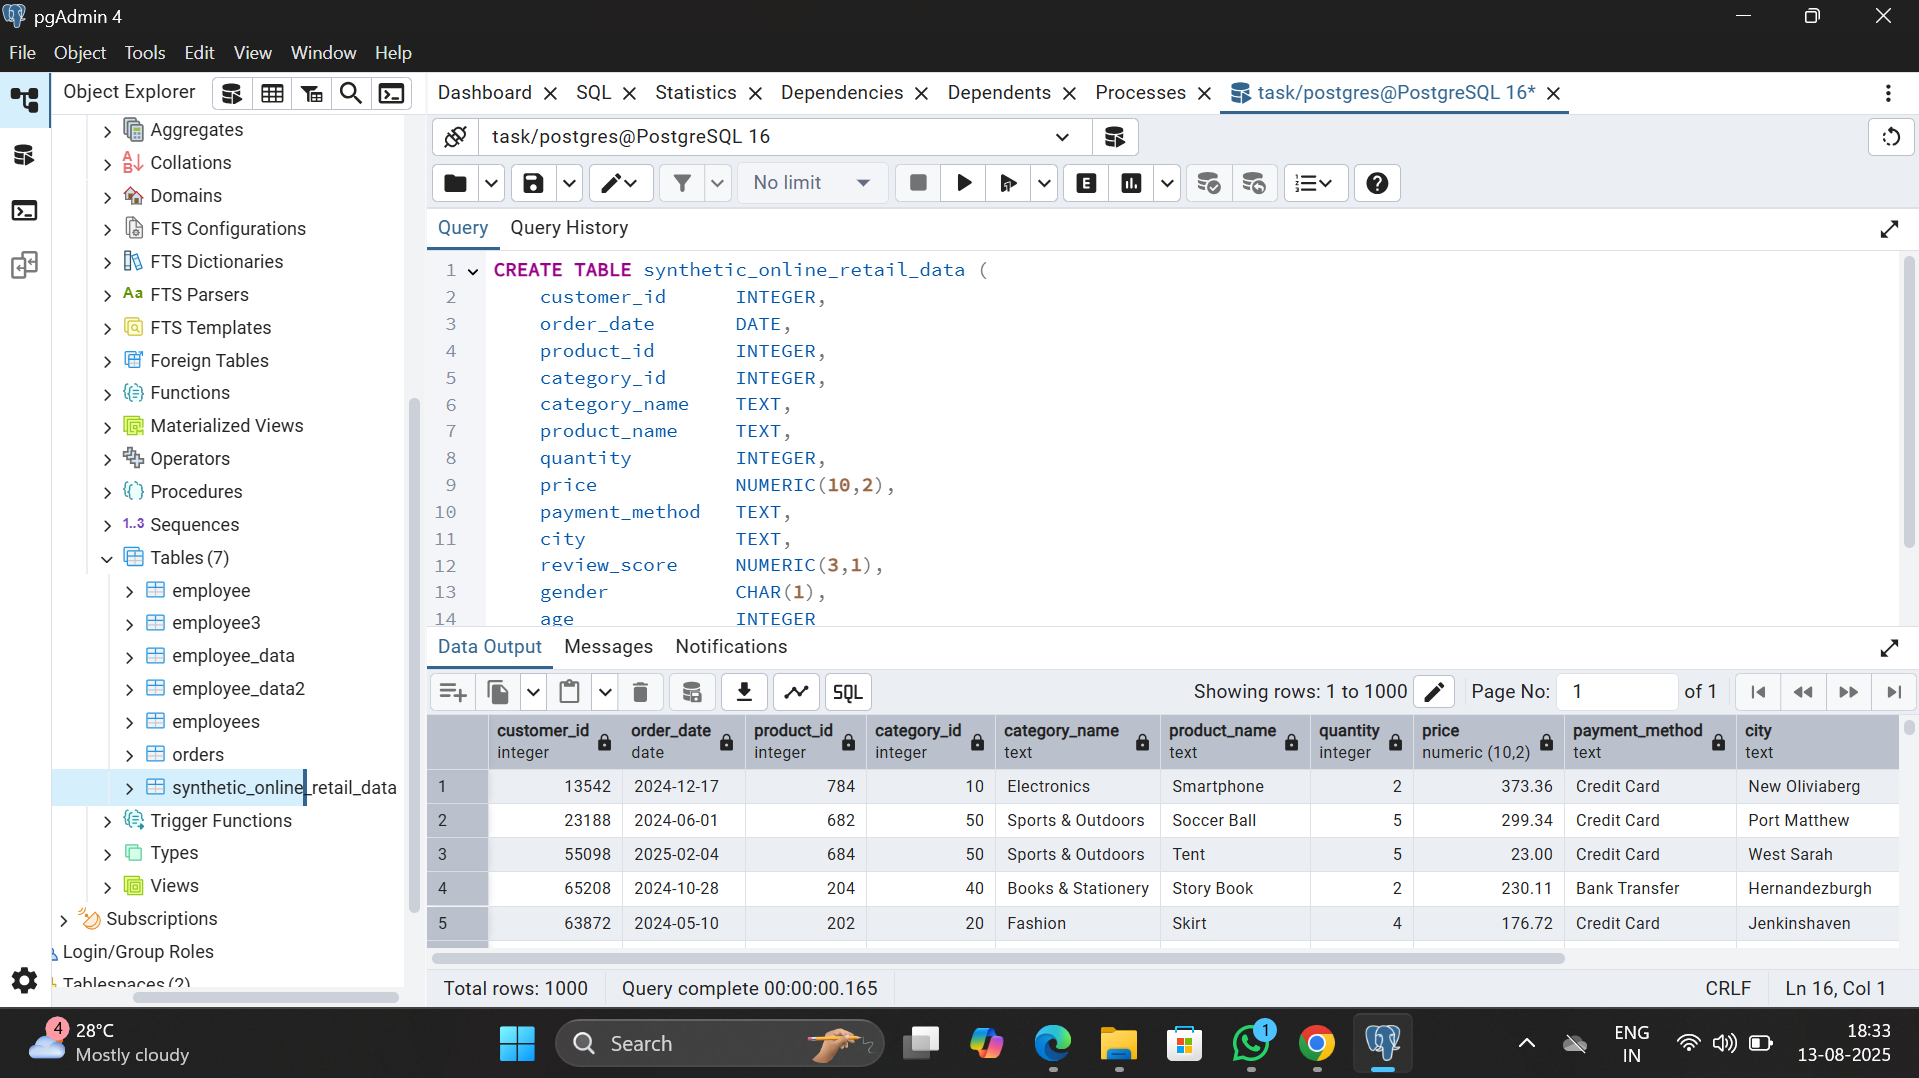 pgAdmin 4
File Object Tools Edit View Window Help
Object Explorer
Dashboard SQL Statistics Dependencies Dependents Processes task/postgres@PostgreSQL 16*
Aggregates
Collations
Domains
FTS Configurations
FTS Dictionaries
Aa FTS Parsers
FTS Templates
Foreign Tables
Functions
Materialized Views
Operators
Procedures
1..3 Sequences
Tables (7)
employee
employee3
employee_data
employee_data2
employees
orders
synthetic_online_retail_data
Trigger Functions
Types
Views
Subscriptions
Login/Group Roles
Tablespaces (2)
task/postgres@PostgreSQL 16
No limit
E
Query Query History
1 CREATE TABLE synthetic_online_retail_data (
2 customer_id INTEGER,
3 order_date DATE,
4 product_id INTEGER,
5 category_id INTEGER,
6 category_name TEXT,
7 product_name TEXT,
8 quantity INTEGER,
9 price NUMERIC(10,2),
10 payment_method TEXT,
11 city TEXT,
12 review_score NUMERIC(3,1),
13 gender CHAR(1),
14 age INTEGER
Data Output Messages Notifications
SQL
Showing rows: 1 to 1000 Page No: 1 of 1
customer_id order_date product_id category_id category_name product_name quantity price payment_method city
integer date integer integer text text integer numeric (10,2) text text
1 13542 2024-12-17 784 10 Electronics Smartphone 2 373.36 Credit Card New Oliviaberg
2 23188 2024-06-01 682 50 Sports & Outdoors Soccer Ball 5 299.34 Credit Card Port Matthew
3 55098 2025-02-04 684 50 Sports & Outdoors Tent 5 23.00 Credit Card West Sarah
4 65208 2024-10-28 204 40 Books & Stationery Story Book 2 230.11 Bank Transfer Hernandezburgh
5 63872 2024-05-10 202 20 Fashion Skirt 4 176.72 Credit Card Jenkinshaven
Total rows: 1000 Query complete 00:00:00.165 CRLF Ln 16, Col 1
4
28°C
Mostly cloudy
Search
1
ENG
IN
18:33
13-08-2025